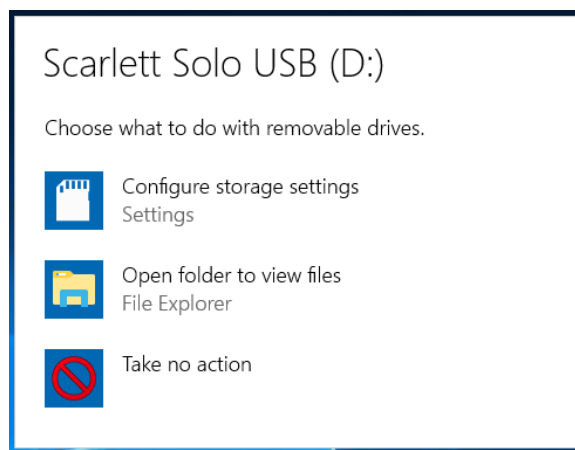 Scarlett Solo USB (D:)
Choose what to do with removable drives.
Configure storage settings
Settings
Open folder to view files
File Explorer
Take no action